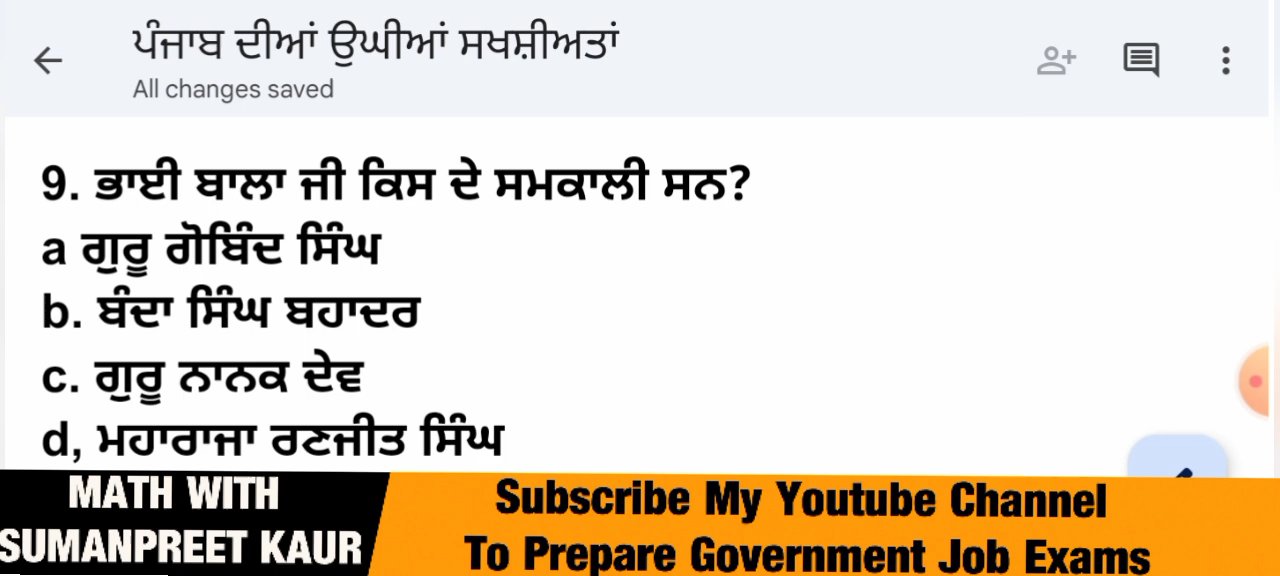 ਪੰਜਾਬ ਦੀਆਂ ਉਘੀਆਂ ਸਖਸ਼ੀਅਤਾਂ
All changes saved
9. ਭਾਈ ਬਾਲਾ ਜੀ ਕਿਸ ਦੇ ਸਮਕਾਲੀ ਸਨ?
a ਗੁਰੂ ਗੋਬਿੰਦ ਸਿੰਘ
b. ਬੰਦਾ ਸਿੰਘ ਬਹਾਦਰ
c. ਗੁਰੂ ਨਾਨਕ ਦੇਵ
d, ਮਹਾਰਾਜਾ ਰਣਜੀਤ ਸਿੰਘ
MATH WITH
SUMANPREET KAUR
Subscribe My Youtube Channel
To Prepare Government Job Exams